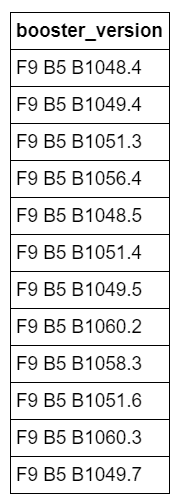 booster_version
F9 B5 B1048.4
F9 B5 B1049.4
F9 B5 B1051.3
F9 B5 B1056.4
F9 B5 B1048.5
F9 B5 B1051.4
F9 B5 B1049.5
F9 B5 B1060.2
F9 B5 B1058.3
F9 B5 B1051.6
F9 B5 B1060.3
F9 B5 B1049.7